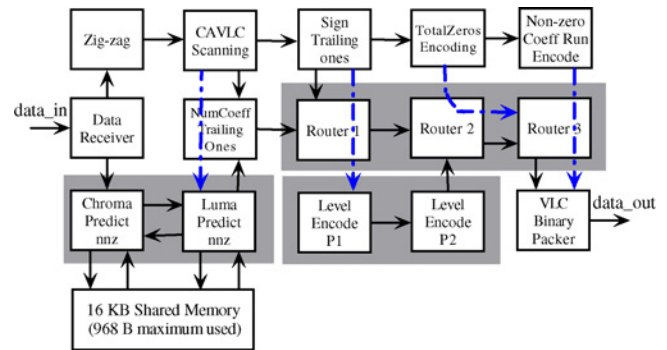 Zig-zag
CAVLC
Scanning
Sign
Trailing
ones
TotalZeros
Encoding
Non-zero
Coeff Run
Encode
data_in
Data
Receiver
NumCoeff
Trailing
Ones
Router 1
Router 2
Router 3
Chroma
Predict
nnz
Luma
Predict
nnz
Level
Encode
P1
Level
Encode
P2
VLC
Binary
Packer
data_out
16 KB Shared Memory
(968 B maximum used)